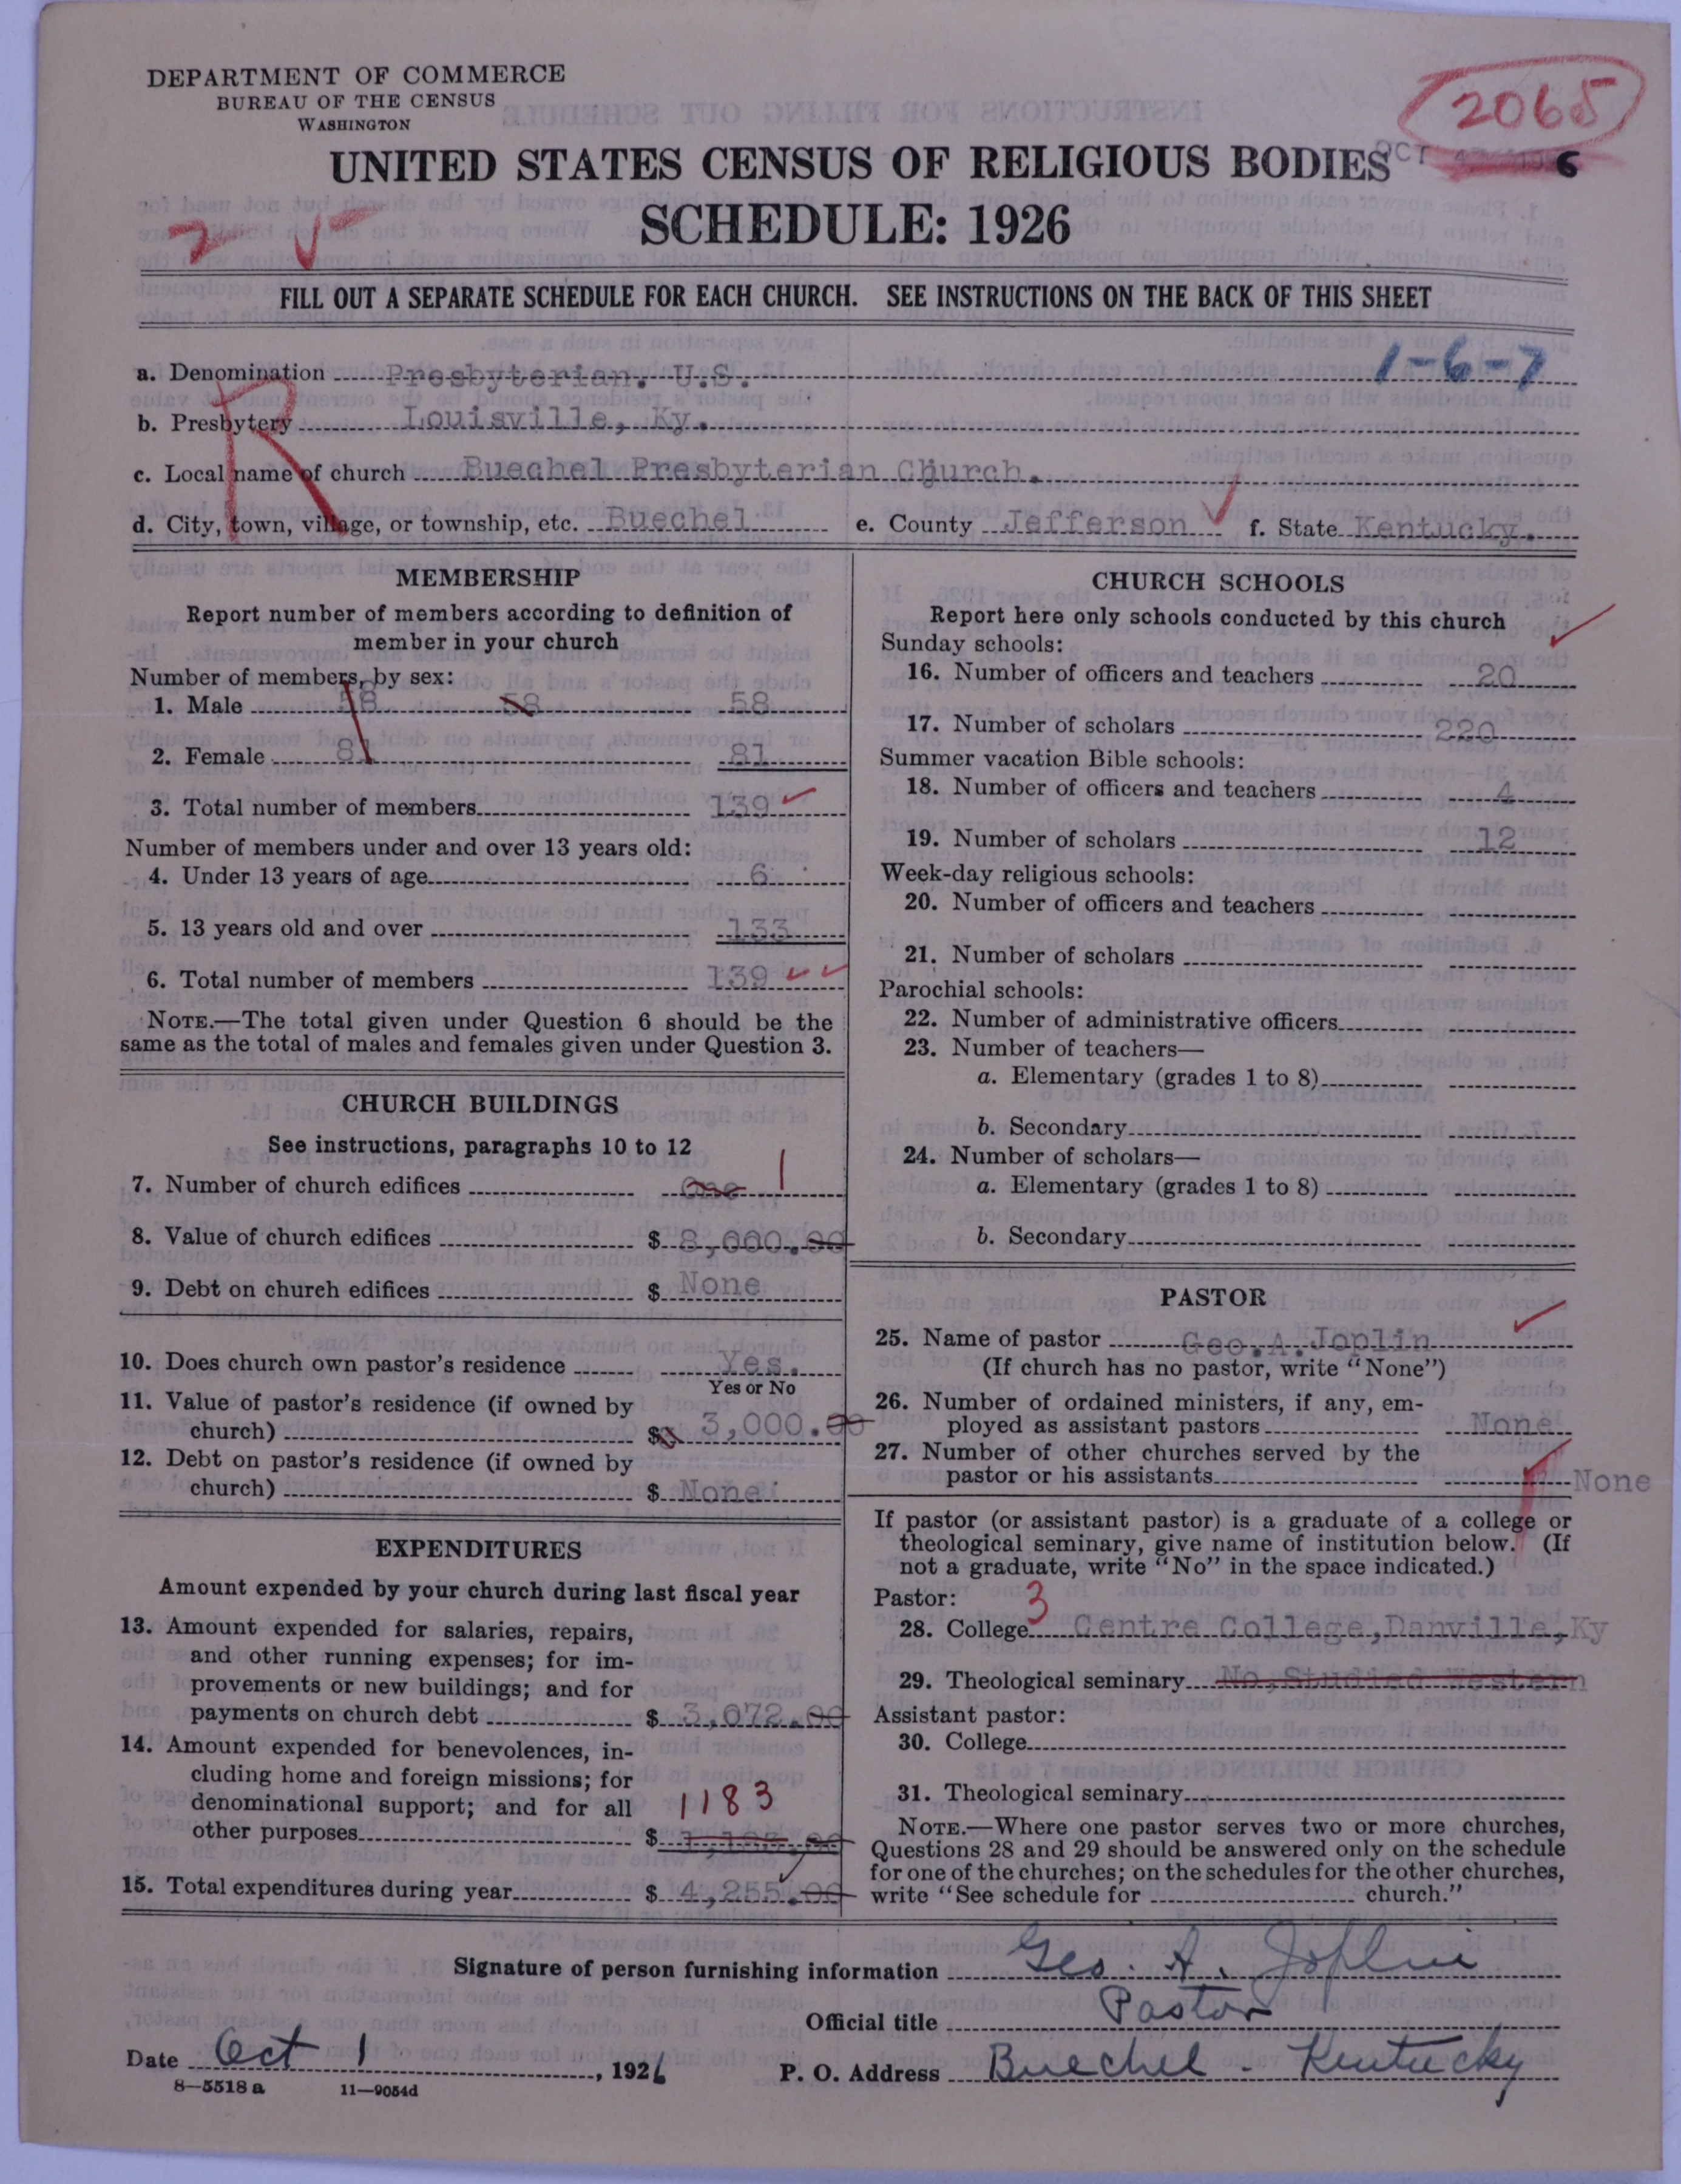 DEPARTMENT OF COMMERCE
BUREAU OF THE CENSUS
WASHINGTON
2065
UNITED STATES CENSUS OF RELIGIOUS BODIES
OCT 6
SCHEDULE: 1926
2
FILL OUT A SEPARATE SCHEDULE FOR EACH CHURCH. SEE INSTRUCTIONS ON THE BACK OF THIS SHEET
1-6-7
a. Denomination Presbyterian. U.S.
b. Presbytery Louisville, Ky.
R
c. Local name of church Buechel Presbyterian Church.
d. City, town, village, or township, etc. Buechel e. County Jefferson f. State Kentucky.
MEMBERSHIP
Report number of members according to definition of
member in your church
Number of members, by sex:
1. Male 58 58 58
2. Female 81 81
3. Total number of members 139
Number of members under and over 13 years old:
4. Under 13 years of age 6
5. 13 years old and over 133
6. Total number of members 139
NOTE.—The total given under Question 6 should be the
same as the total of males and females given under Question 3.
CHURCH BUILDINGS
See instructions, paragraphs 10 to 12
7. Number of church edifices One 1
8. Value of church edifices $ 8,000.00
9. Debt on church edifices $ None
10. Does church own pastor's residence Yes.
Yes or No
11. Value of pastor's residence (if owned by
church) $ 3,000.00
12. Debt on pastor's residence (if owned by
church) $ None
EXPENDITURES
Amount expended by your church during last fiscal year
13. Amount expended for salaries, repairs,
and other running expenses; for im-
provements or new buildings; and for
payments on church debt $ 3,072.00
14. Amount expended for benevolences, in-
cluding home and foreign missions; for
denominational support; and for all 1183
other purposes $
15. Total expenditures during year $ 4,255.00
CHURCH SCHOOLS
Report here only schools conducted by this church
Sunday schools:
16. Number of officers and teachers 20
17. Number of scholars 220
Summer vacation Bible schools:
18. Number of officers and teachers 4
19. Number of scholars 12
Week-day religious schools:
20. Number of officers and teachers
21. Number of scholars
Parochial schools:
22. Number of administrative officers
23. Number of teachers—
a. Elementary (grades 1 to 8)
b. Secondary
24. Number of scholars—
a. Elementary (grades 1 to 8)
b. Secondary
PASTOR
25. Name of pastor Geo.A.Joplin
(If church has no pastor, write "None")
26. Number of ordained ministers, if any, em-
ployed as assistant pastors None
27. Number of other churches served by the
pastor or his assistants None
If pastor (or assistant pastor) is a graduate of a college or
theological seminary, give name of institution below. (If
not a graduate, write "No" in the space indicated.)
Pastor: 3
28. College Centre College,Danville,Ky
29. Theological seminary No,Studied Western
Assistant pastor:
30. College
31. Theological seminary
NOTE.—Where one pastor serves two or more churches,
Questions 28 and 29 should be answered only on the schedule
for one of the churches; on the schedules for the other churches,
write "See schedule for church."
Signature of person furnishing information Geo. A. Joplin
Official title Pastor
Date Oct 1, 1926 P. O. Address Buechel - Kentucky
8—5518 a 11—9054d